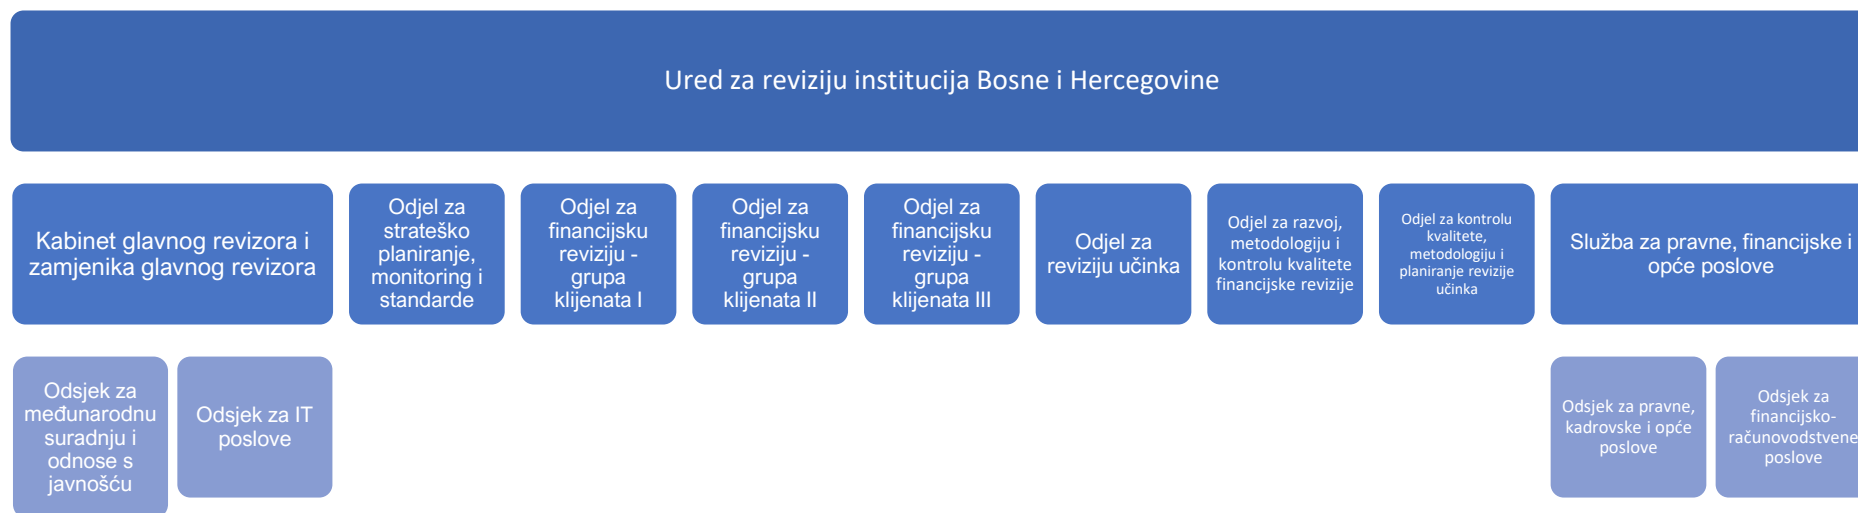 Ured za reviziju institucija Bosne i Hercegovine
Kabinet glavnog revizora i
zamjenika glavnog revizora
Odjel za
strateško
planiranje,
monitoring i
standarde
Odjel za
financijsku
reviziju -
grupa
klijenata I
Odjel za
financijsku
reviziju -
grupa
klijenata II
Odjel za
financijsku
reviziju -
grupa
klijenata III
Odjel za
reviziju učinka
Odjel za razvoj,
metodologiju i
kontrolu kvalitete
financijske revizije
Odjel za kontrolu
kvalitete,
metodologiju i
planiranje revizije
učinka
Služba za pravne, financijske i
opće poslove
Odsjek za
međunarodnu
suradnju i
odnose s
javnošću
Odsjek za IT
poslove
Odsjek za pravne,
kadrovske i opće
poslove
Odsjek za
financijsko-
računovodstvene
poslove